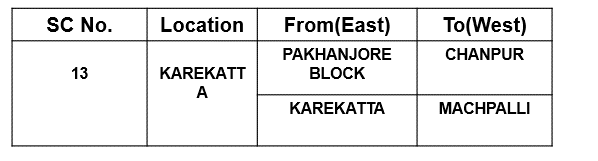 SC No. Location From(East) To(West)
13 KAREKATT
A PAKHANJORE
BLOCK CHANPUR
KAREKATTA MACHPALLI